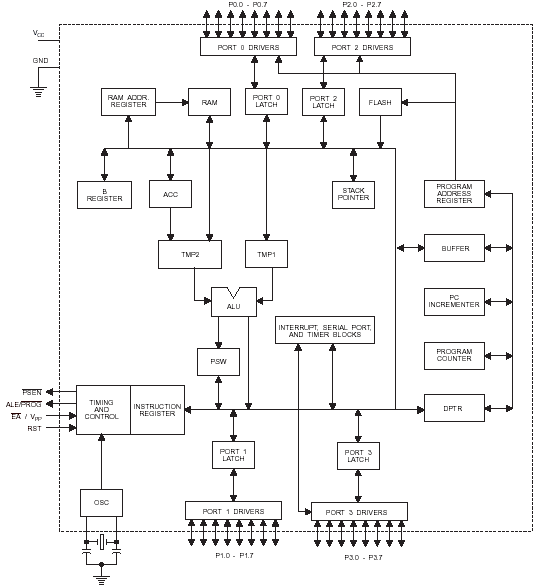 P0.0 - P0.7
P2.0 - P2.7
VCC
PORT 0 DRIVERS
PORT 2 DRIVERS
GND
RAM ADDR.
REGISTER
RAM
PORT 0
LATCH
PORT 2
LATCH
FLASH
B
REGISTER
ACC
STACK
POINTER
PROGRAM
ADDRESS
REGISTER
TMP2
TMP1
BUFFER
ALU
PC
INCREMENTER
INTERRUPT, SERIAL PORT,
AND TIMER BLOCKS
PSW
PROGRAM
COUNTER
PSEN
ALE/PROG
EA / VPP
RST
TIMING
AND
CONTROL
INSTRUCTION
REGISTER
DPTR
PORT 1
LATCH
PORT 3
LATCH
OSC
PORT 1 DRIVERS
PORT 3 DRIVERS
P1.0 - P1.7
P3.0 - P3.7